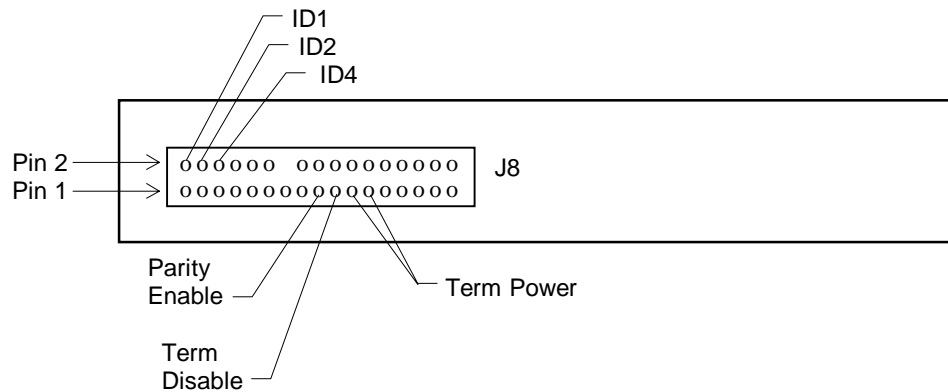 ID1
ID2
ID4
Pin 2
Pin 1
J8
Parity
Enable
Term Power
Term
Disable